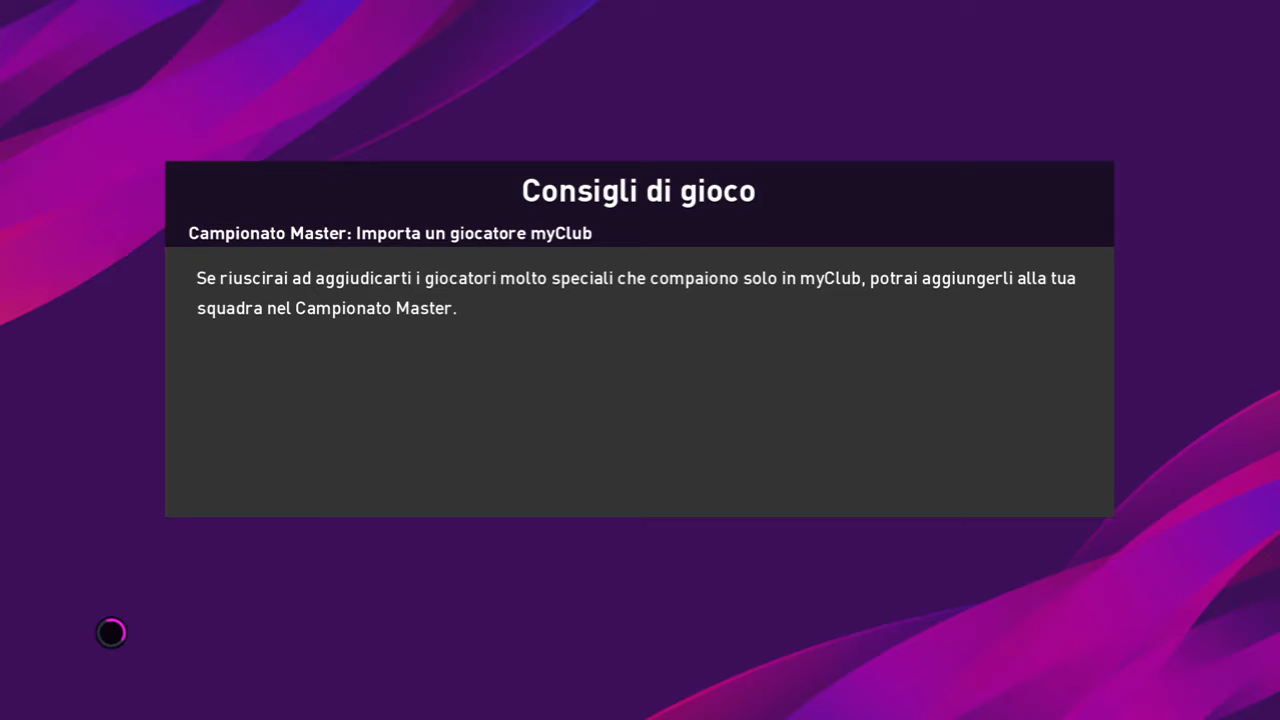 Consigli di gioco
Campionato Master: Importa un giocatore myClub
Se riuscirai ad aggiudicarti i giocatori molto speciali che compaiono solo in myClub, potrai aggiungerli alla tua
squadra nel Campionato Master.